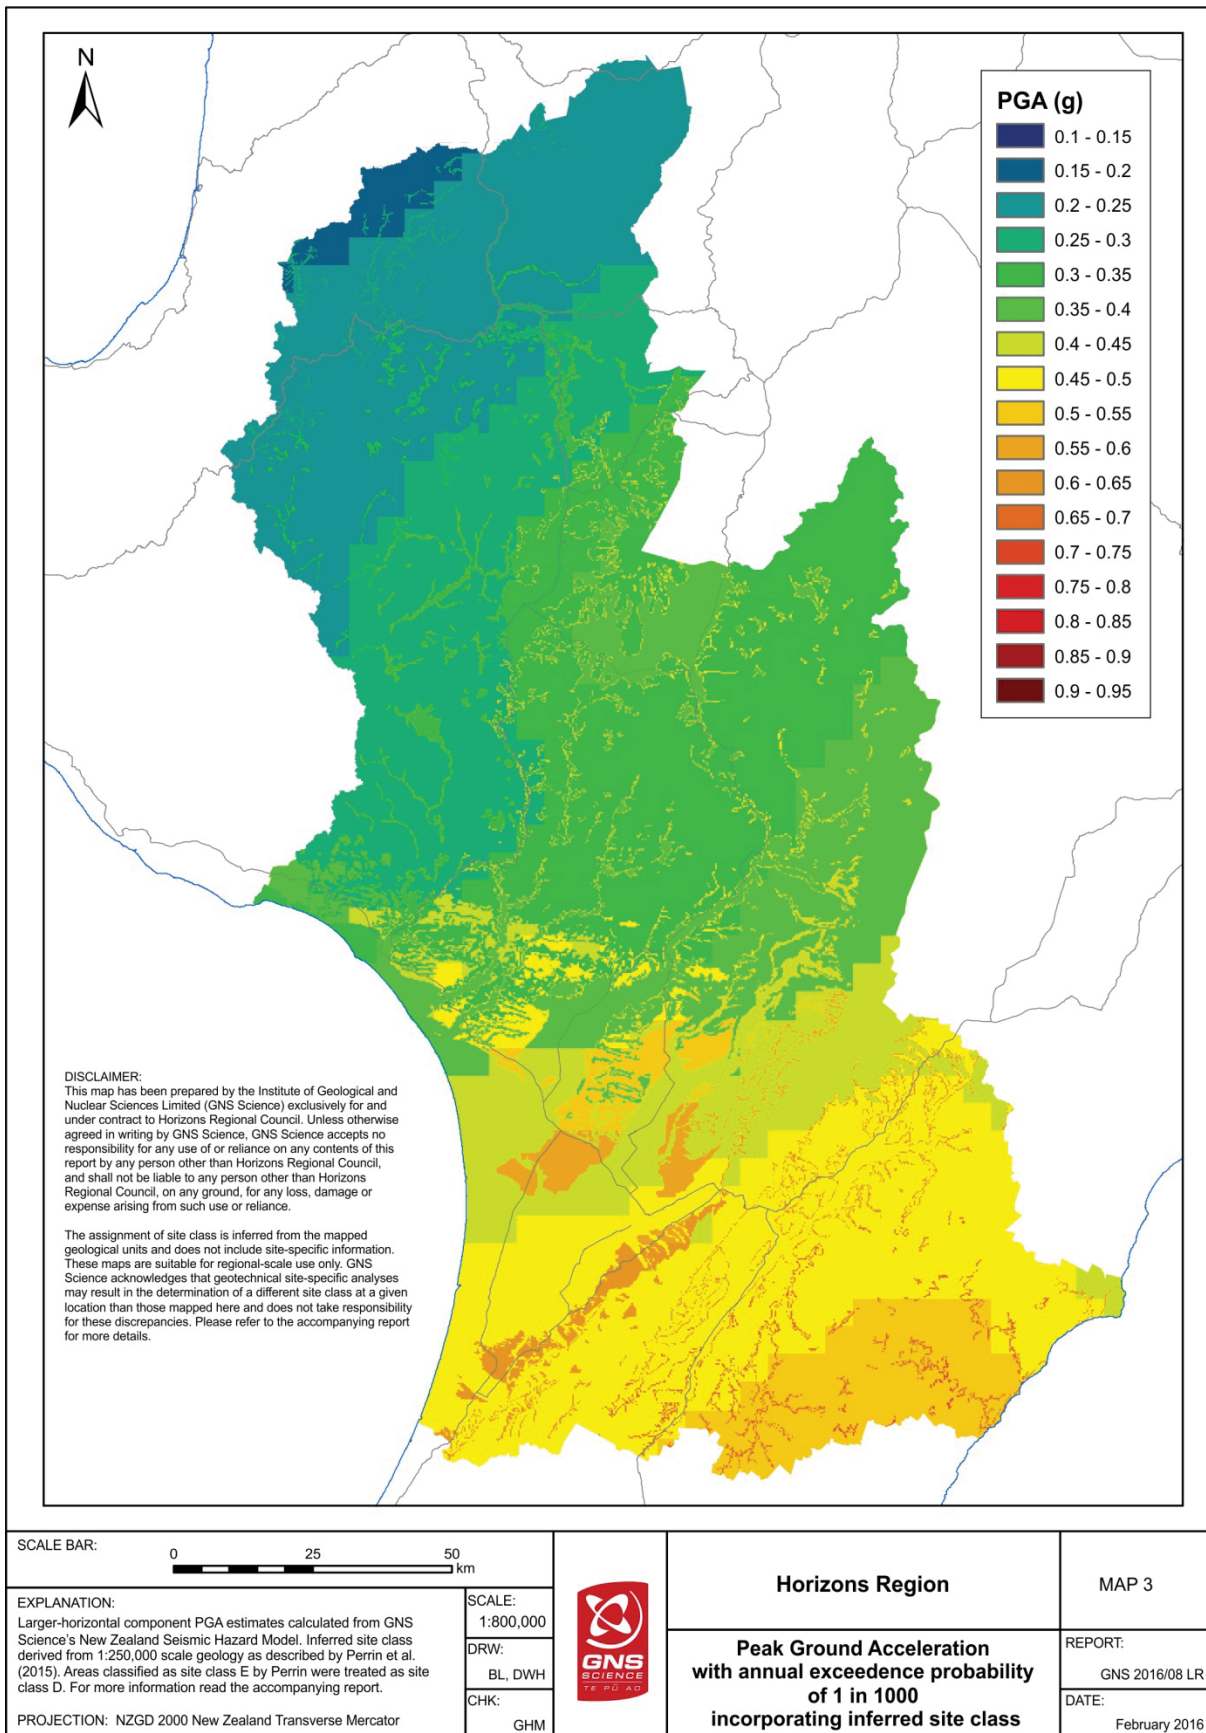 N
PGA (g)
0.1 - 0.15
0.15 - 0.2
0.2 - 0.25
0.25 - 0.3
0.3 - 0.35
0.35 - 0.4
0.4 - 0.45
0.45 - 0.5
0.5 - 0.55
0.55 - 0.6
0.6 - 0.65
0.65 - 0.7
0.7 - 0.75
0.75 - 0.8
0.8 - 0.85
0.85 - 0.9
0.9 - 0.95
DISCLAIMER:
This map has been prepared by the Institute of Geological and
Nuclear Sciences Limited (GNS Science) exclusively for and
under contract to Horizons Regional Council. Unless otherwise
agreed in writing by GNS Science, GNS Science accepts no
responsibility for any use of or reliance on any contents of this
report by any person other than Horizons Regional Council,
and shall not be liable to any person other than Horizons
Regional Council, on any ground, for any loss, damage or
expense arising from such use or reliance.
The assignment of site class is inferred from the mapped
geological units and does not include site-specific information.
These maps are suitable for regional-scale use only. GNS
Science acknowledges that geotechnical site-specific analyses
may result in the determination of a different site class at a given
location than those mapped here and does not take responsibility
for these discrepancies. Please refer to the accompanying report
for more details.
SCALE BAR:
0 25 50
km
EXPLANATION:
Larger-horizontal component PGA estimates calculated from GNS
Science's New Zealand Seismic Hazard Model. Inferred site class
derived from 1:250,000 scale geology as described by Perrin et al.
(2015). Areas classified as site class E by Perrin were treated as site
class D. For more information read the accompanying report.
PROJECTION: NZGD 2000 New Zealand Transverse Mercator
SCALE:
1:800,000
DRW:
BL, DWH
CHK:
GHM
GNS
SCIENCE
TE PŪ AO
Horizons Region
Peak Ground Acceleration
with annual exceedence probability
of 1 in 1000
incorporating inferred site class
MAP 3
REPORT:
GNS 2016/08 LR
DATE:
February 2016